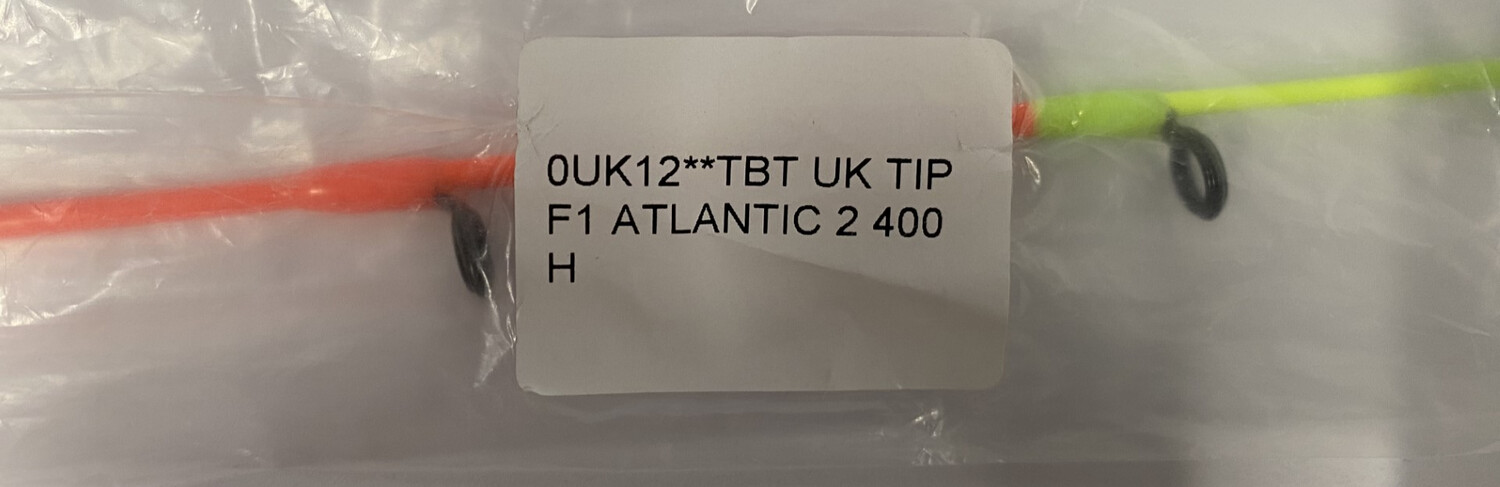 0UK12**TBT UK TIP
F1 ATLANTIC 2 400
H